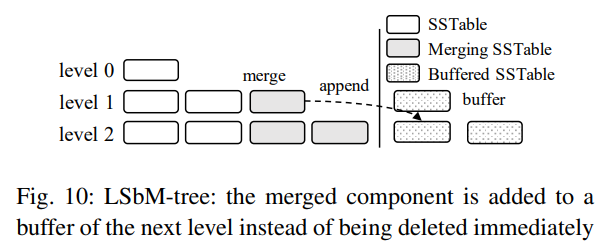 SSTable
Merging SSTable
Buffered SSTable
level 0
merge
append
level 1
buffer
level 2
Fig. 10: LSbM-tree: the merged component is added to a
buffer of the next level instead of being deleted immediately